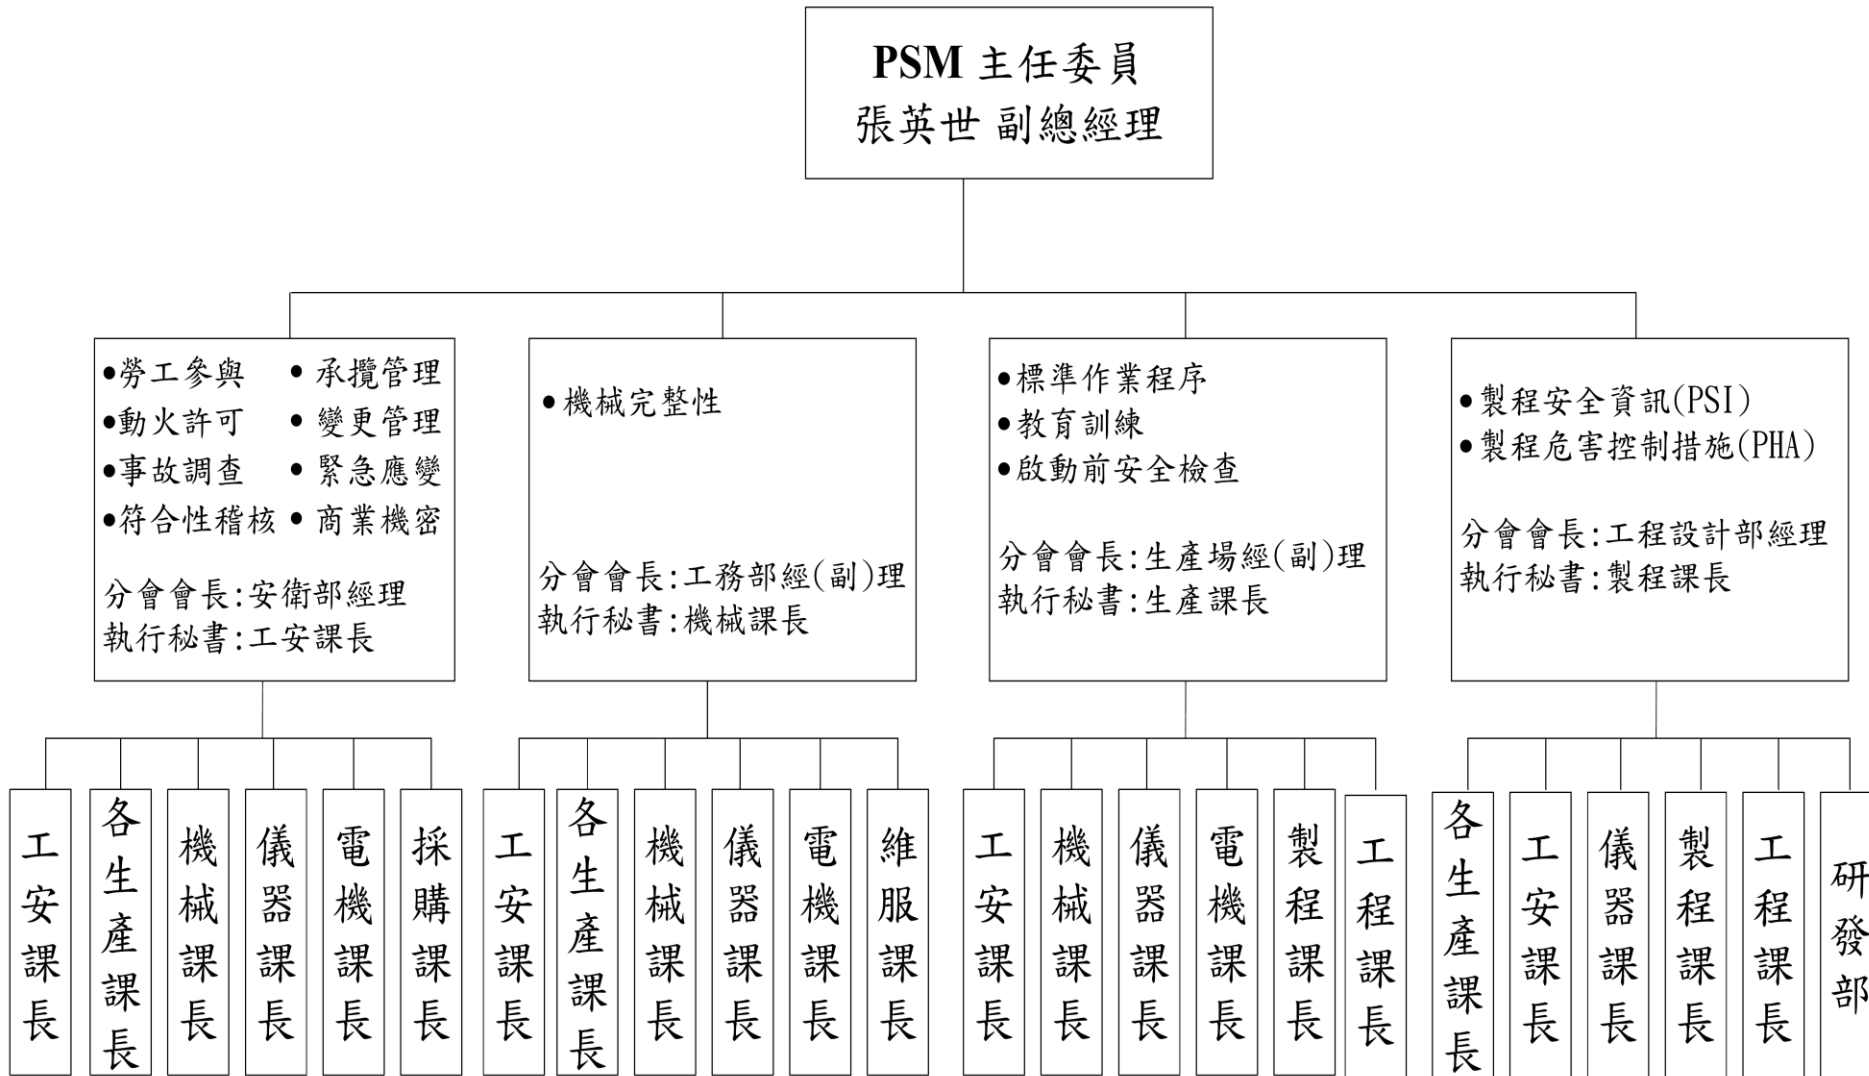 PSM 主任委員
張英世 副總經理
•勞工參與 • 承攬管理
•動火許可 • 變更管理
•事故調查 • 緊急應變
•符合性稽核 • 商業機密
分會會長:安衛部經理
執行秘書:工安課長
•機械完整性
分會會長:工務部經(副)理
執行秘書:機械課長
•標準作業程序
•教育訓練
•啟動前安全檢查
分會會長:生產場經(副)理
執行秘書:生產課長
•製程安全資訊(PSI)
•製程危害控制措施(PHA)
分會會長:工程設計部經理
執行秘書:製程課長
工安課長
各生產課長
機械課長
儀器課長
電機課長
採購課長
工安課長
各生產課長
機械課長
儀器課長
電機課長
維服課長
工安課長
機械課長
儀器課長
電機課長
製程課長
工程課長
各生產課長
工安課長
儀器課長
製程課長
工程課長
研發部